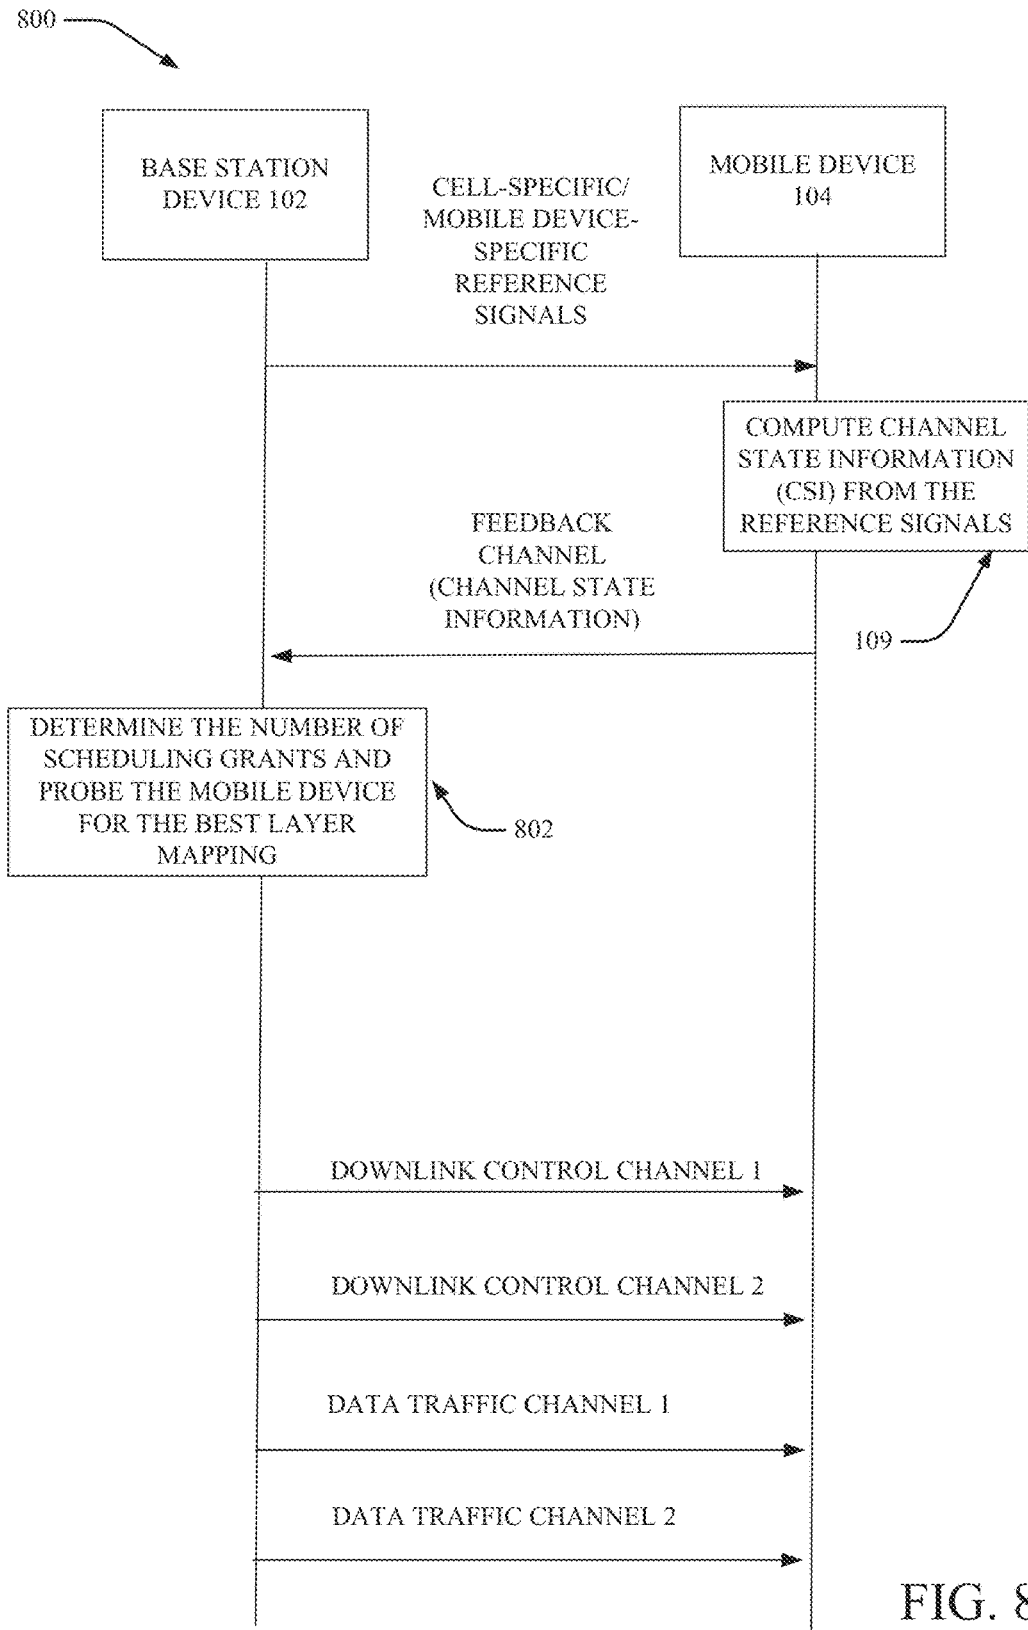 800
BASE STATION
DEVICE 102
MOBILE DEVICE
104
CELL-SPECIFIC/
MOBILE DEVICE-
SPECIFIC
REFERENCE
SIGNALS
COMPUTE CHANNEL
STATE INFORMATION
(CSI) FROM THE
REFERENCE SIGNALS
109
FEEDBACK
CHANNEL
(CHANNEL STATE
INFORMATION)
DETERMINE THE NUMBER OF
SCHEDULING GRANTS AND
PROBE THE MOBILE DEVICE
FOR THE BEST LAYER
MAPPING
802
DOWNLINK CONTROL CHANNEL 1
DOWNLINK CONTROL CHANNEL 2
DATA TRAFFIC CHANNEL 1
DATA TRAFFIC CHANNEL 2
FIG. 8